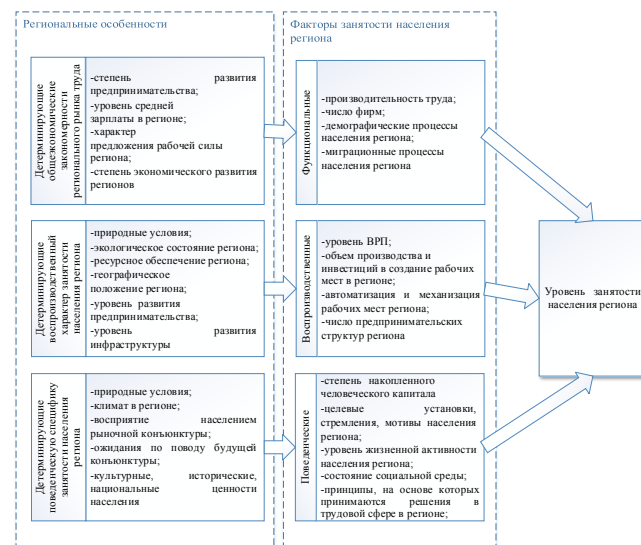 Региональные особенности
Детерминирующие
общеэкономические
закономерности
регионального рынка труда
-степень развития
предпринимательства;
-уровень средней
зарплаты в регионе;
-характер
предложения рабочей силы
региона;
-степень экономического развития
регионов
Детерминирующие
воспроизводственный
характер занятости
населения региона
-природные условия;
-экологическое состояние региона;
-ресурсное обеспечение региона;
-географическое
положение региона;
-уровень развития
предпринимательства;
-уровень развития
инфраструктуры
Детерминирующие
поведенческую специфику
занятости населения
региона
-природные условия;
-климат в регионе;
-восприятие населением
рыночной конъюнктуры;
-ожидания по поводу будущей
конъюнктуры;
-культурные, исторические,
национальные ценности
населения
Факторы занятости населения
региона
Функциональные
-производительность труда;
-число фирм;
-демографические процессы
населения региона;
-миграционные процессы
населения региона
Воспроизводственные
-уровень ВРП;
-объем производства и
инвестиций в создание рабочих
мест в регионе;
-автоматизация и механизация
рабочих мест региона;
-число предпринимательских
структур региона
Поведенческие
-степень накопленного
человеческого капитала
-целевые установки,
стремления, мотивы населения
региона;
-уровень жизненной активности
населения региона;
-состояние социальной среды;
-принципы, на основе которых
принимаются решения в
трудовой сфере в регионе;
Уровень занятости
населения региона